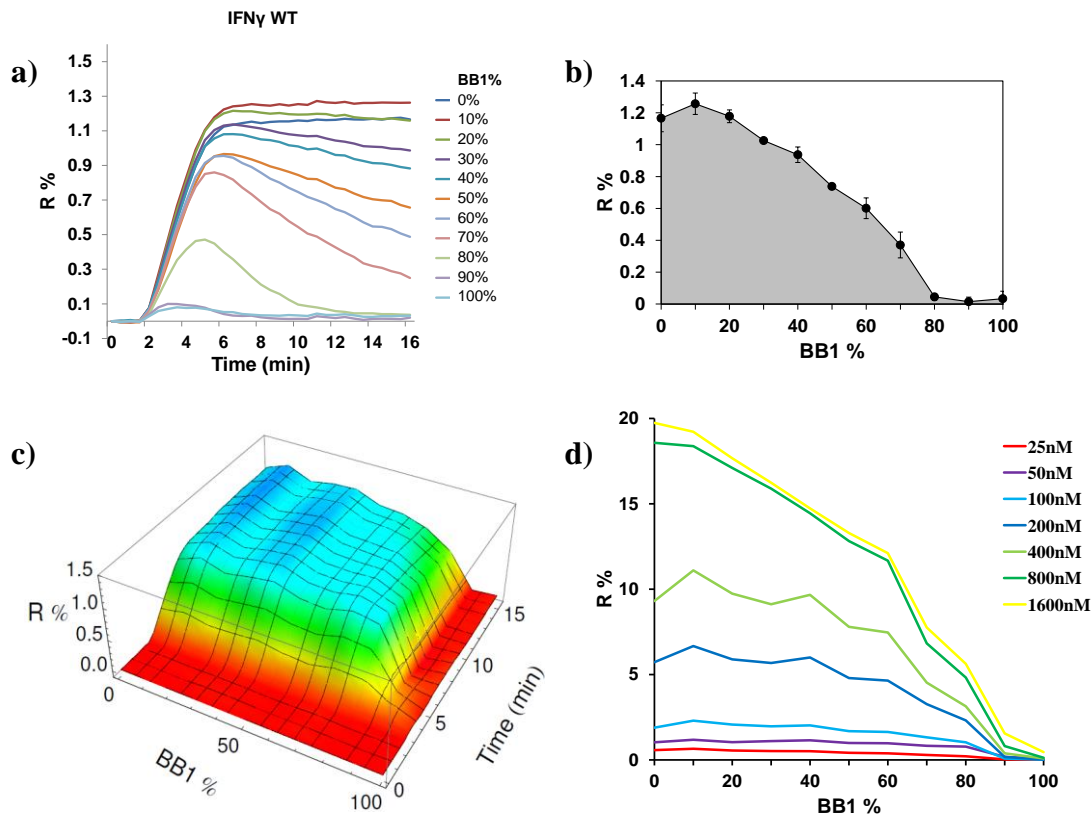 IFNγ WT
a)
1.5
1.3
1.1
0.9
0.7
0.5
0.3
0.1
-0.1
R %
0 2 4 6 8 10 12 14 16
Time (min)
BB1%
0%
10%
20%
30%
40%
50%
60%
70%
80%
90%
100%
b)
1.4
1.2
1
0.8
0.6
0.4
0.2
0
R %
0 20 40 60 80 100
BB1 %
c)
1.5
1.0
0.5
0.0
R %
0
50
100
BB1 %
0
5
10
15
Time (min)
d)
20
15
10
5
0
R %
0 20 40 60 80 100
BB1 %
25nM
50nM
100nM
200nM
400nM
800nM
1600nM